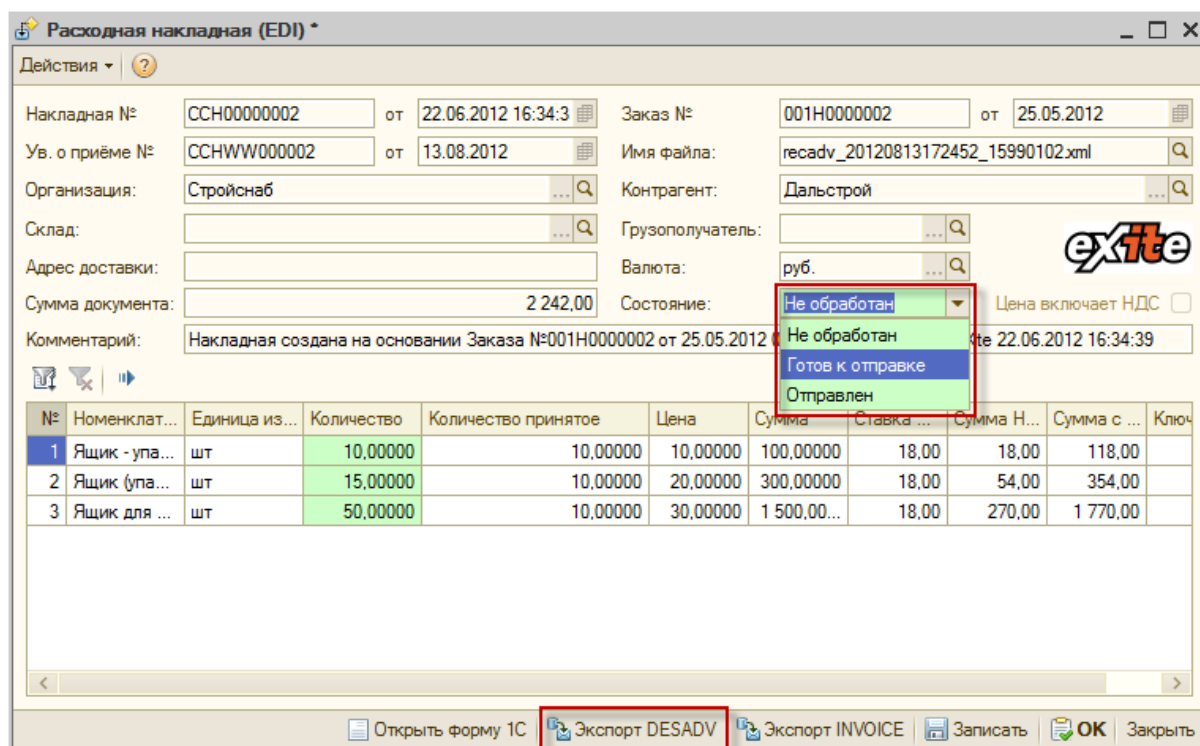 Расходная накладная (EDI) *
Действия
Накладная № ССН00000002 от 22.06.2012 16:34:3 Заказ № 001Н0000002 от 25.05.2012
Ув. о приёме № ССНWW000002 от 13.08.2012 Имя файла: recadv_20120813172452_15990102.xml
Организация: Стройснаб ... Контрагент: Дальстрой ...
Склад: ... Грузополучатель: ...
exite
Адрес доставки: Валюта: руб. ...
Сумма документа: 2 242,00 Состояние: Не обработан Цена включает НДС
Комментарий: Накладная создана на основании Заказа №001Н0000002 от 25.05.2012 22.06.2012 16:34:39
Не обработан
Готов к отправке
Отправлен
№ Номенклат... Единица из... Количество Количество принятое Цена Сумма Ставка ... Сумма Н... Сумма с ... Ключ
1 Ящик - упа... шт 10,00000 10,00000 10,00000 100,00000 18,00 18,00 118,00
2 Ящик (упа... шт 15,00000 10,00000 20,00000 300,00000 18,00 54,00 354,00
3 Ящик для ... шт 50,00000 10,00000 30,00000 1 500,00... 18,00 270,00 1 770,00
Открыть форму 1С Экспорт DESADV Экспорт INVOICE Записать ОК Закрыть